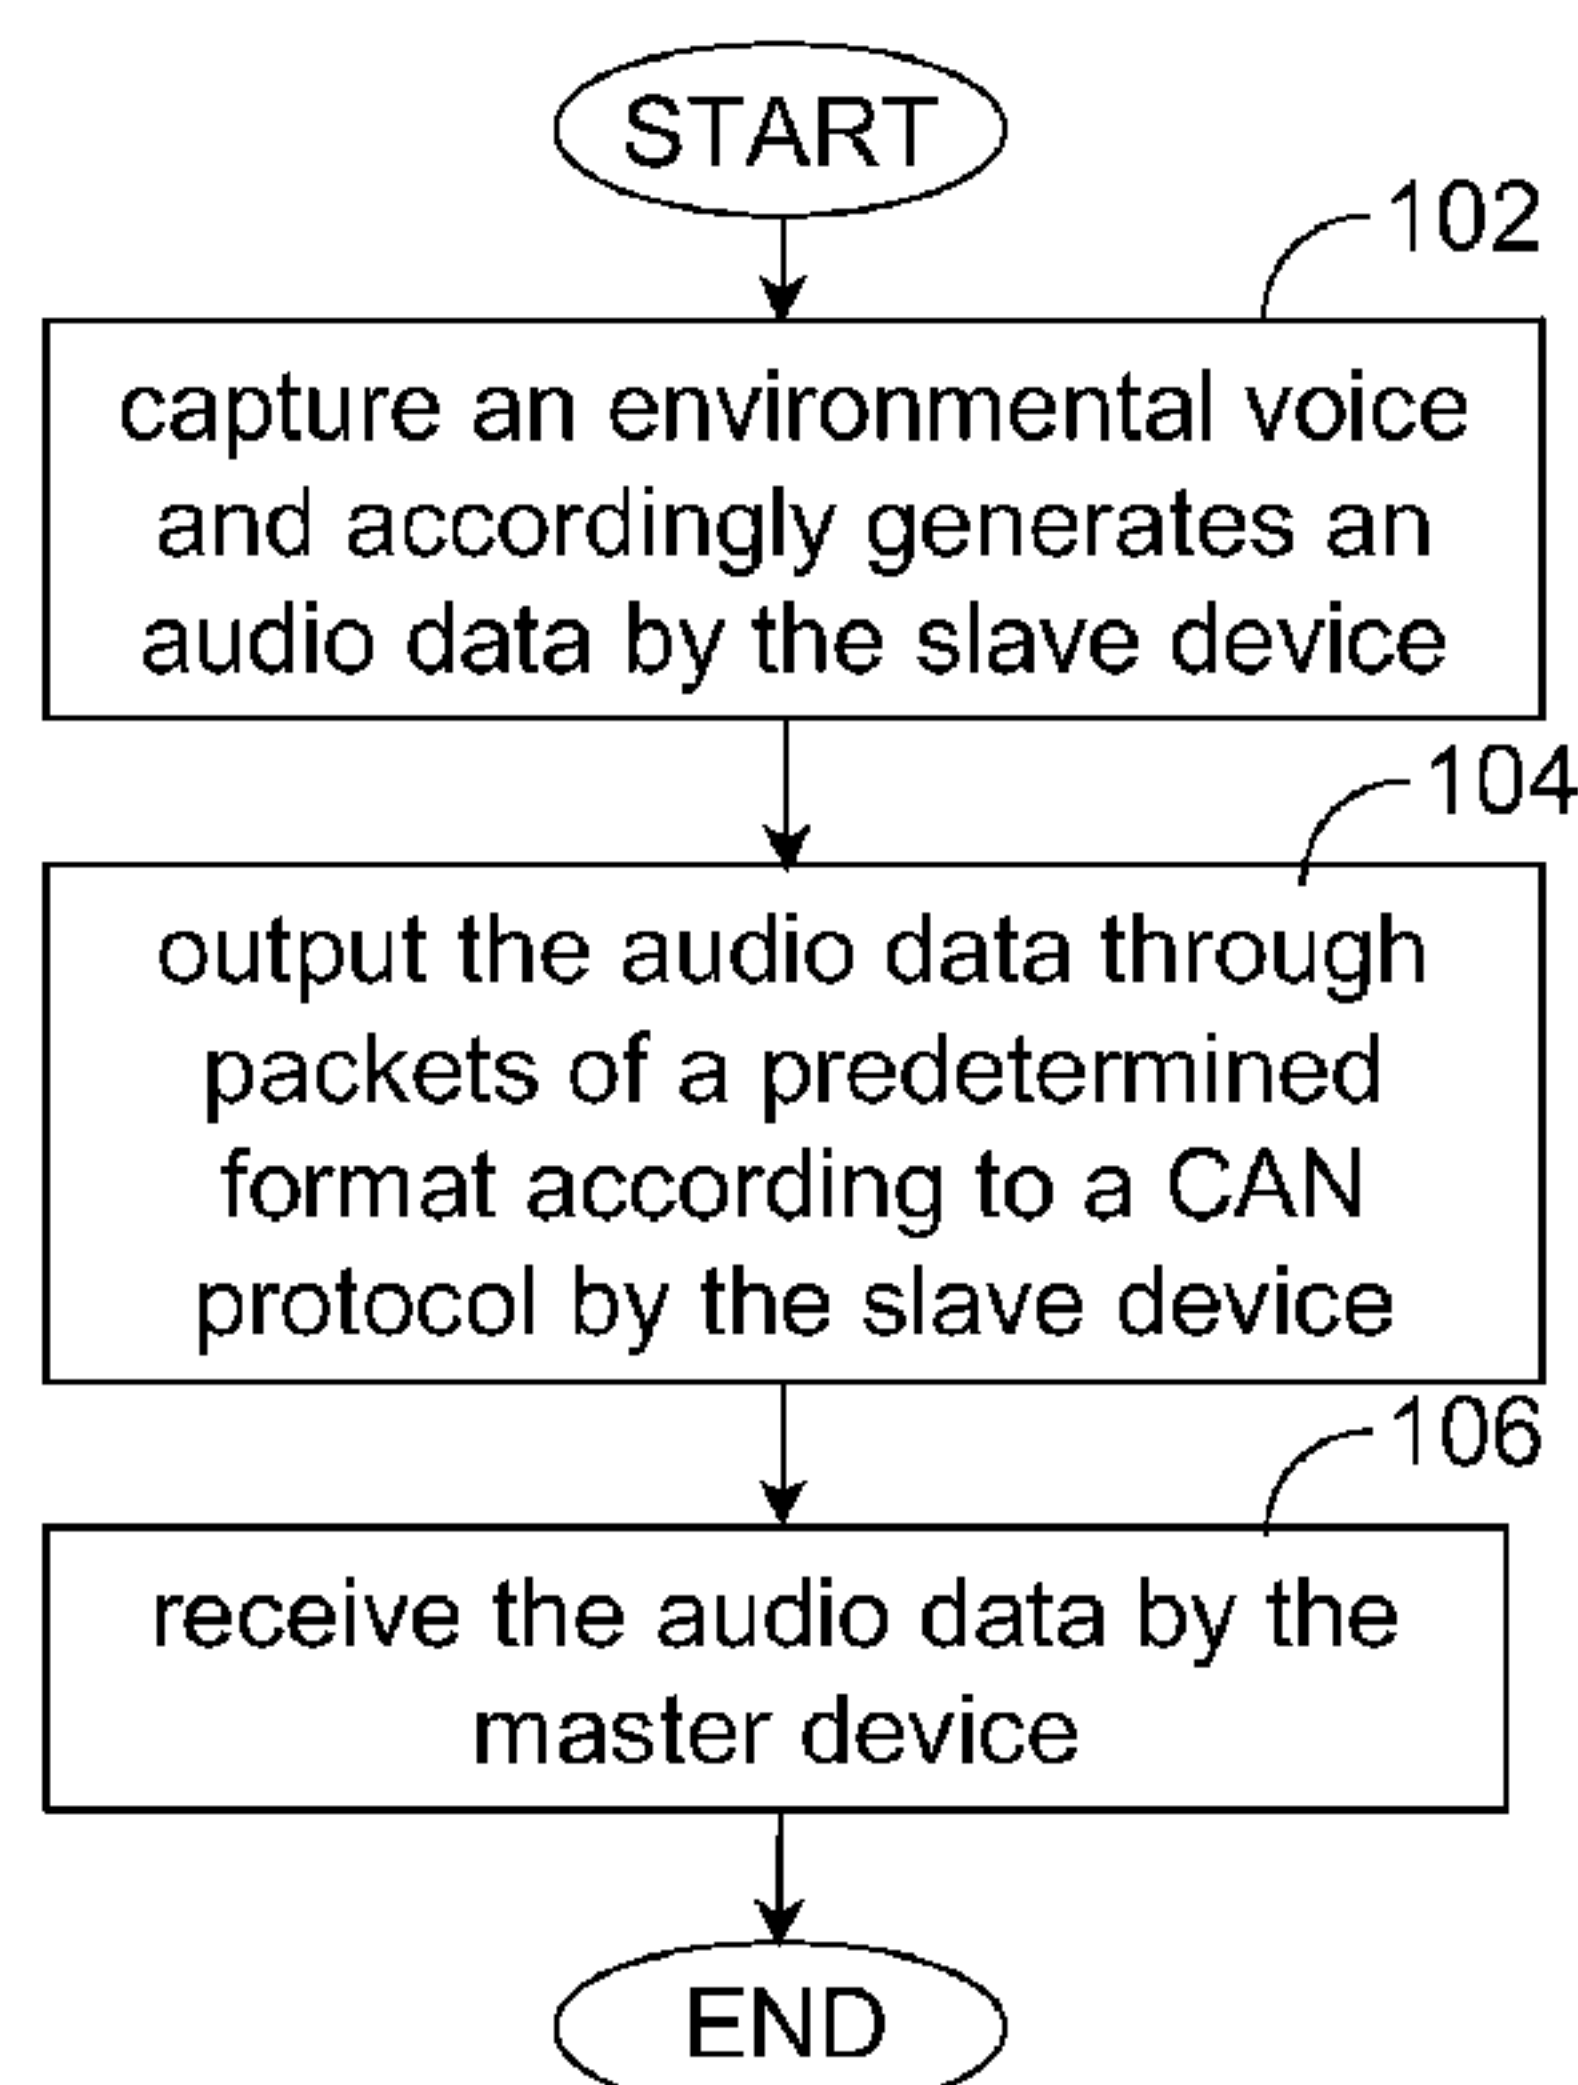 START
102
capture an environmental voice
and accordingly generates an
audio data by the slave device
104
output the audio data through
packets of a predetermined
format according to a CAN
protocol by the slave device
106
receive the audio data by the
master device
END